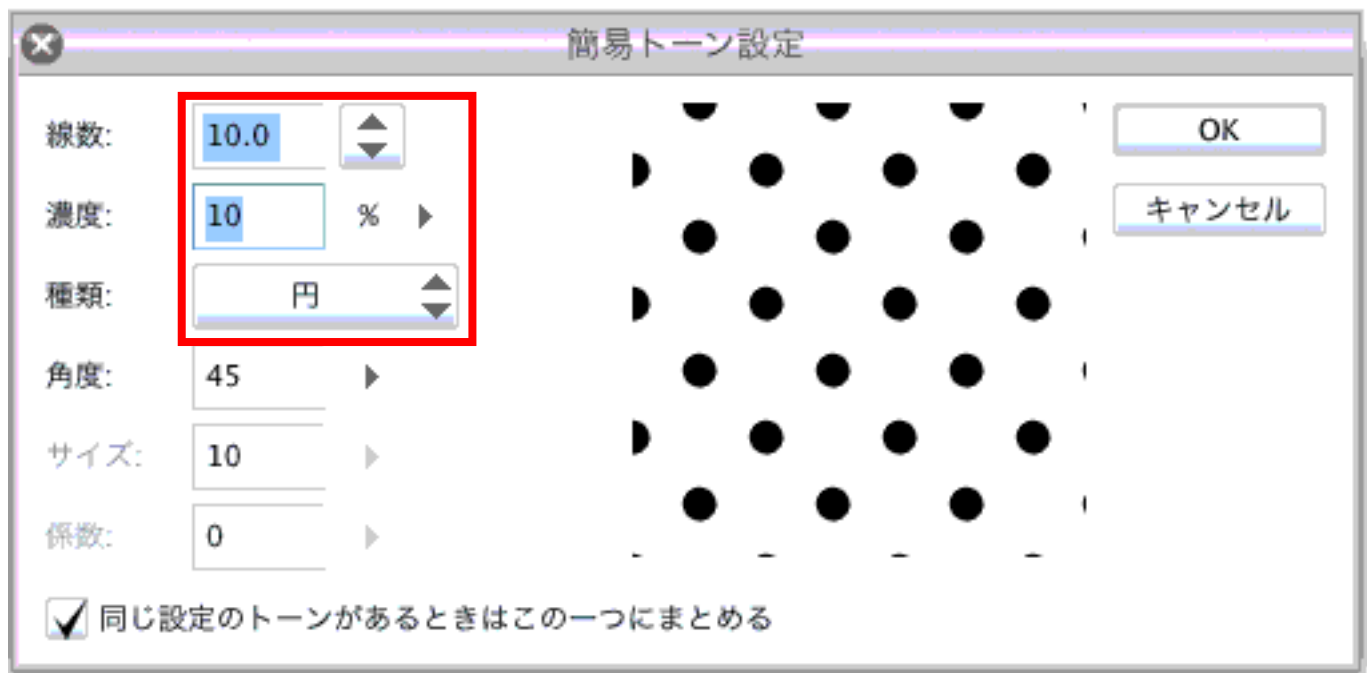 簡易トーン設定
線数: 10.0
OK
濃度: 10 %
キャンセル
種類: 円
角度: 45
サイズ: 10
係数: 0
同じ設定のトーンがあるときはこの一つにまとめる